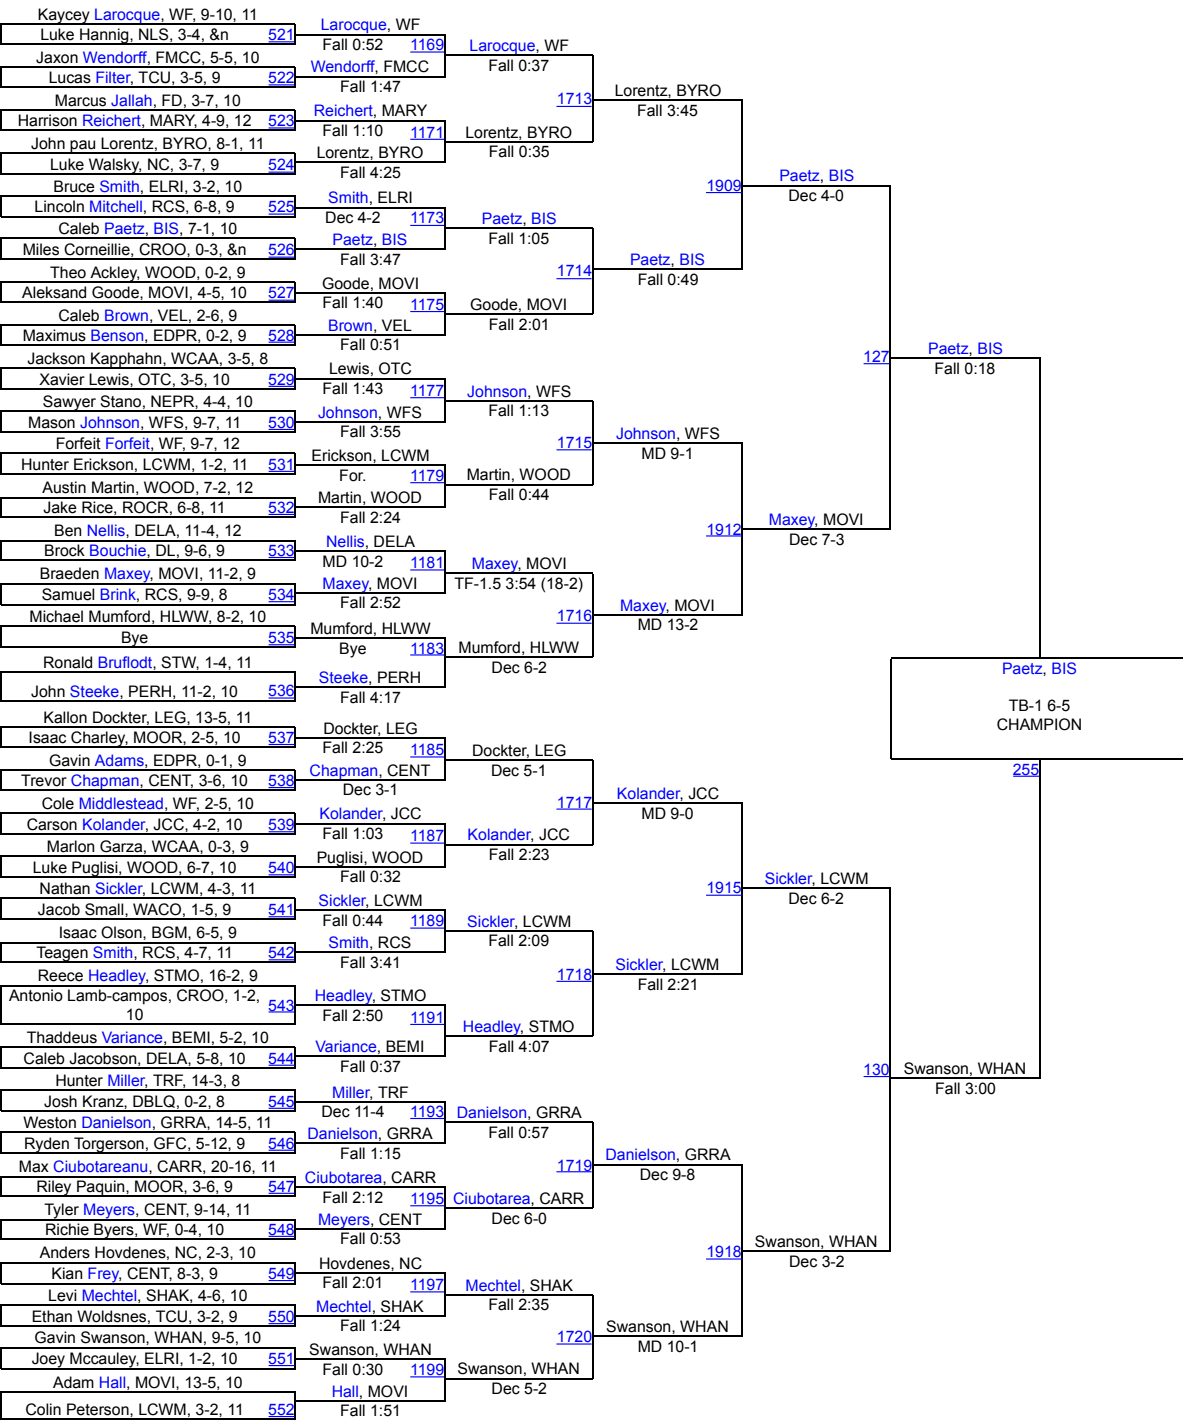 Kaycey Larocque, WF, 9-10, 11
Luke Hannig, NLS, 3-4, &n 521
Jaxon Wendorff, FMCC, 5-5, 10
Lucas Filter, TCU, 3-5, 9 522
Marcus Jallah, FD, 3-7, 10
Harrison Reichert, MARY, 4-9, 12 523
John pau Lorentz, BYRO, 8-1, 11
Luke Walsky, NC, 3-7, 9 524
Bruce Smith, ELRI, 3-2, 10
Lincoln Mitchell, RCS, 6-8, 9 525
Caleb Paetz, BIS, 7-1, 10
Miles Corneillie, CROO, 0-3, &n 526
Theo Ackley, WOOD, 0-2, 9
Aleksand Goode, MOVI, 4-5, 10 527
Caleb Brown, VEL, 2-6, 9
Maximus Benson, EDPR, 0-2, 9 528
Jackson Kapphahn, WCAA, 3-5, 8
Xavier Lewis, OTC, 3-5, 10 529
Sawyer Stano, NEPR, 4-4, 10
Mason Johnson, WFS, 9-7, 11 530
Forfeit Forfeit, WF, 9-7, 12
Hunter Erickson, LCWM, 1-2, 11 531
Austin Martin, WOOD, 7-2, 12
Jake Rice, ROCR, 6-8, 11 532
Ben Nellis, DELA, 11-4, 12
Brock Bouchie, DL, 9-6, 9 533
Braeden Maxey, MOVI, 11-2, 9
Samuel Brink, RCS, 9-9, 8 534
Michael Mumford, HLWW, 8-2, 10
Bye 535
Ronald Bruflodt, STW, 1-4, 11
John Steeke, PERH, 11-2, 10 536
Kallon Dockter, LEG, 13-5, 11
Isaac Charley, MOOR, 2-5, 10 537
Gavin Adams, EDPR, 0-1, 9
Trevor Chapman, CENT, 3-6, 10 538
Cole Middlestead, WF, 2-5, 10
Carson Kolander, JCC, 4-2, 10 539
Marlon Garza, WCAA, 0-3, 9
Luke Puglisi, WOOD, 6-7, 10 540
Nathan Sickler, LCWM, 4-3, 11
Jacob Small, WACO, 1-5, 9 541
Isaac Olson, BGM, 6-5, 9
Teagen Smith, RCS, 4-7, 11 542
Reece Headley, STMO, 16-2, 9
Antonio Lamb-campos, CROO, 1-2,
10 543
Thaddeus Variance, BEMI, 5-2, 10
Caleb Jacobson, DELA, 5-8, 10 544
Hunter Miller, TRF, 14-3, 8
Josh Kranz, DBLQ, 0-2, 8 545
Weston Danielson, GRRA, 14-5, 11
Ryden Torgerson, GFC, 5-12, 9 546
Max Ciubotareanu, CARR, 20-16, 11
Riley Paquin, MOOR, 3-6, 9 547
Tyler Meyers, CENT, 9-14, 11
Richie Byers, WF, 0-4, 10 548
Anders Hovdenes, NC, 2-3, 10
Kian Frey, CENT, 8-3, 9 549
Levi Mechtel, SHAK, 4-6, 10
Ethan Woldsnes, TCU, 3-2, 9 550
Gavin Swanson, WHAN, 9-5, 10
Joey Mccauley, ELRI, 1-2, 10 551
Adam Hall, MOVI, 13-5, 10
Colin Peterson, LCWM, 3-2, 11 552
Larocque, WF
Fall 0:52 1169
Wendorff, FMCC
Fall 1:47
Reichert, MARY
Fall 1:10 1171
Lorentz, BYRO
Fall 4:25
Smith, ELRI
Dec 4-2 1173
Paetz, BIS
Fall 3:47
Goode, MOVI
Fall 1:40 1175
Brown, VEL
Fall 0:51
Lewis, OTC
Fall 1:43 1177
Johnson, WFS
Fall 3:55
Erickson, LCWM
For. 1179
Martin, WOOD
Fall 2:24
Nellis, DELA
MD 10-2 1181
Maxey, MOVI
Fall 2:52
Mumford, HLWW
Bye 1183
Steeke, PERH
Fall 4:17
Dockter, LEG
Fall 2:25 1185
Chapman, CENT
Dec 3-1
Kolander, JCC
Fall 1:03 1187
Puglisi, WOOD
Fall 0:32
Sickler, LCWM
Fall 0:44 1189
Smith, RCS
Fall 3:41
Headley, STMO
Fall 2:50 1191
Variance, BEMI
Fall 0:37
Miller, TRF
Dec 11-4 1193
Danielson, GRRA
Fall 1:15
Ciubotarea, CARR
Fall 2:12 1195
Meyers, CENT
Fall 0:53
Hovdenes, NC
Fall 2:01 1197
Mechtel, SHAK
Fall 1:24
Swanson, WHAN
Fall 0:30 1199
Hall, MOVI
Fall 1:51
Larocque, WF
Fall 0:37
1713
Lorentz, BYRO
Fall 0:35
Paetz, BIS
Fall 1:05
1714
Goode, MOVI
Fall 2:01
Johnson, WFS
Fall 1:13
1715
Martin, WOOD
Fall 0:44
Maxey, MOVI
TF-1.5 3:54 (18-2)
1716
Mumford, HLWW
Dec 6-2
Dockter, LEG
Dec 5-1
1717
Kolander, JCC
Fall 2:23
Sickler, LCWM
Fall 2:09
1718
Headley, STMO
Fall 4:07
Danielson, GRRA
Fall 0:57
1719
Ciubotarea, CARR
Dec 6-0
Mechtel, SHAK
Fall 2:35
1720
Swanson, WHAN
Dec 5-2
Lorentz, BYRO
Fall 3:45
1909
Paetz, BIS
Fall 0:49
Johnson, WFS
MD 9-1
1912
Maxey, MOVI
MD 13-2
Kolander, JCC
MD 9-0
1915
Sickler, LCWM
Fall 2:21
Danielson, GRRA
Dec 9-8
1918
Swanson, WHAN
MD 10-1
Paetz, BIS
Dec 4-0
127
Maxey, MOVI
Dec 7-3
Sickler, LCWM
Dec 6-2
130
Swanson, WHAN
Dec 3-2
Paetz, BIS
Fall 0:18
Swanson, WHAN
Fall 3:00
Paetz, BIS
TB-1 6-5
CHAMPION
255